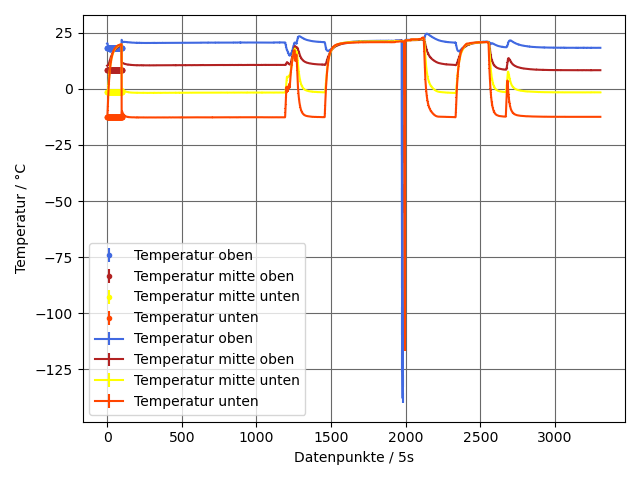 25
0
−25
−50
−75
−100
−125
Temperatur / °C
Temperatur oben
Temperatur mitte oben
Temperatur mitte unten
Temperatur unten
Temperatur oben
Temperatur mitte oben
Temperatur mitte unten
Temperatur unten
0 500 1000 1500 2000 2500 3000
Datenpunkte / 5s